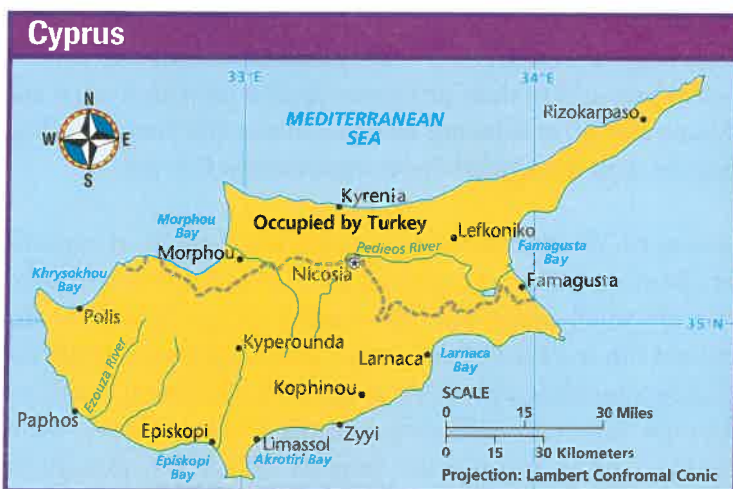 Cyprus
33°E
34°E
N
W E
S
MEDITERRANEAN
SEA
Rizokarpaso
Kyrenia
Occupied by Turkey
Morphou
Bay
Morphou
Pedieos River
Lefkoniko
Famagusta
Bay
Nicosia
Famagusta
Khrysokhou
Bay
Polis
35°N
Kyperounda
Larnaca
Larnaca
Bay
Ezouza River
Kophinou
SCALE
0 15 30 Miles
0 15 30 Kilometers
Paphos
Episkopi
Limassol
Zyyi
Episkopi
Bay
Akrotiri Bay
Projection: Lambert Confromal Conic